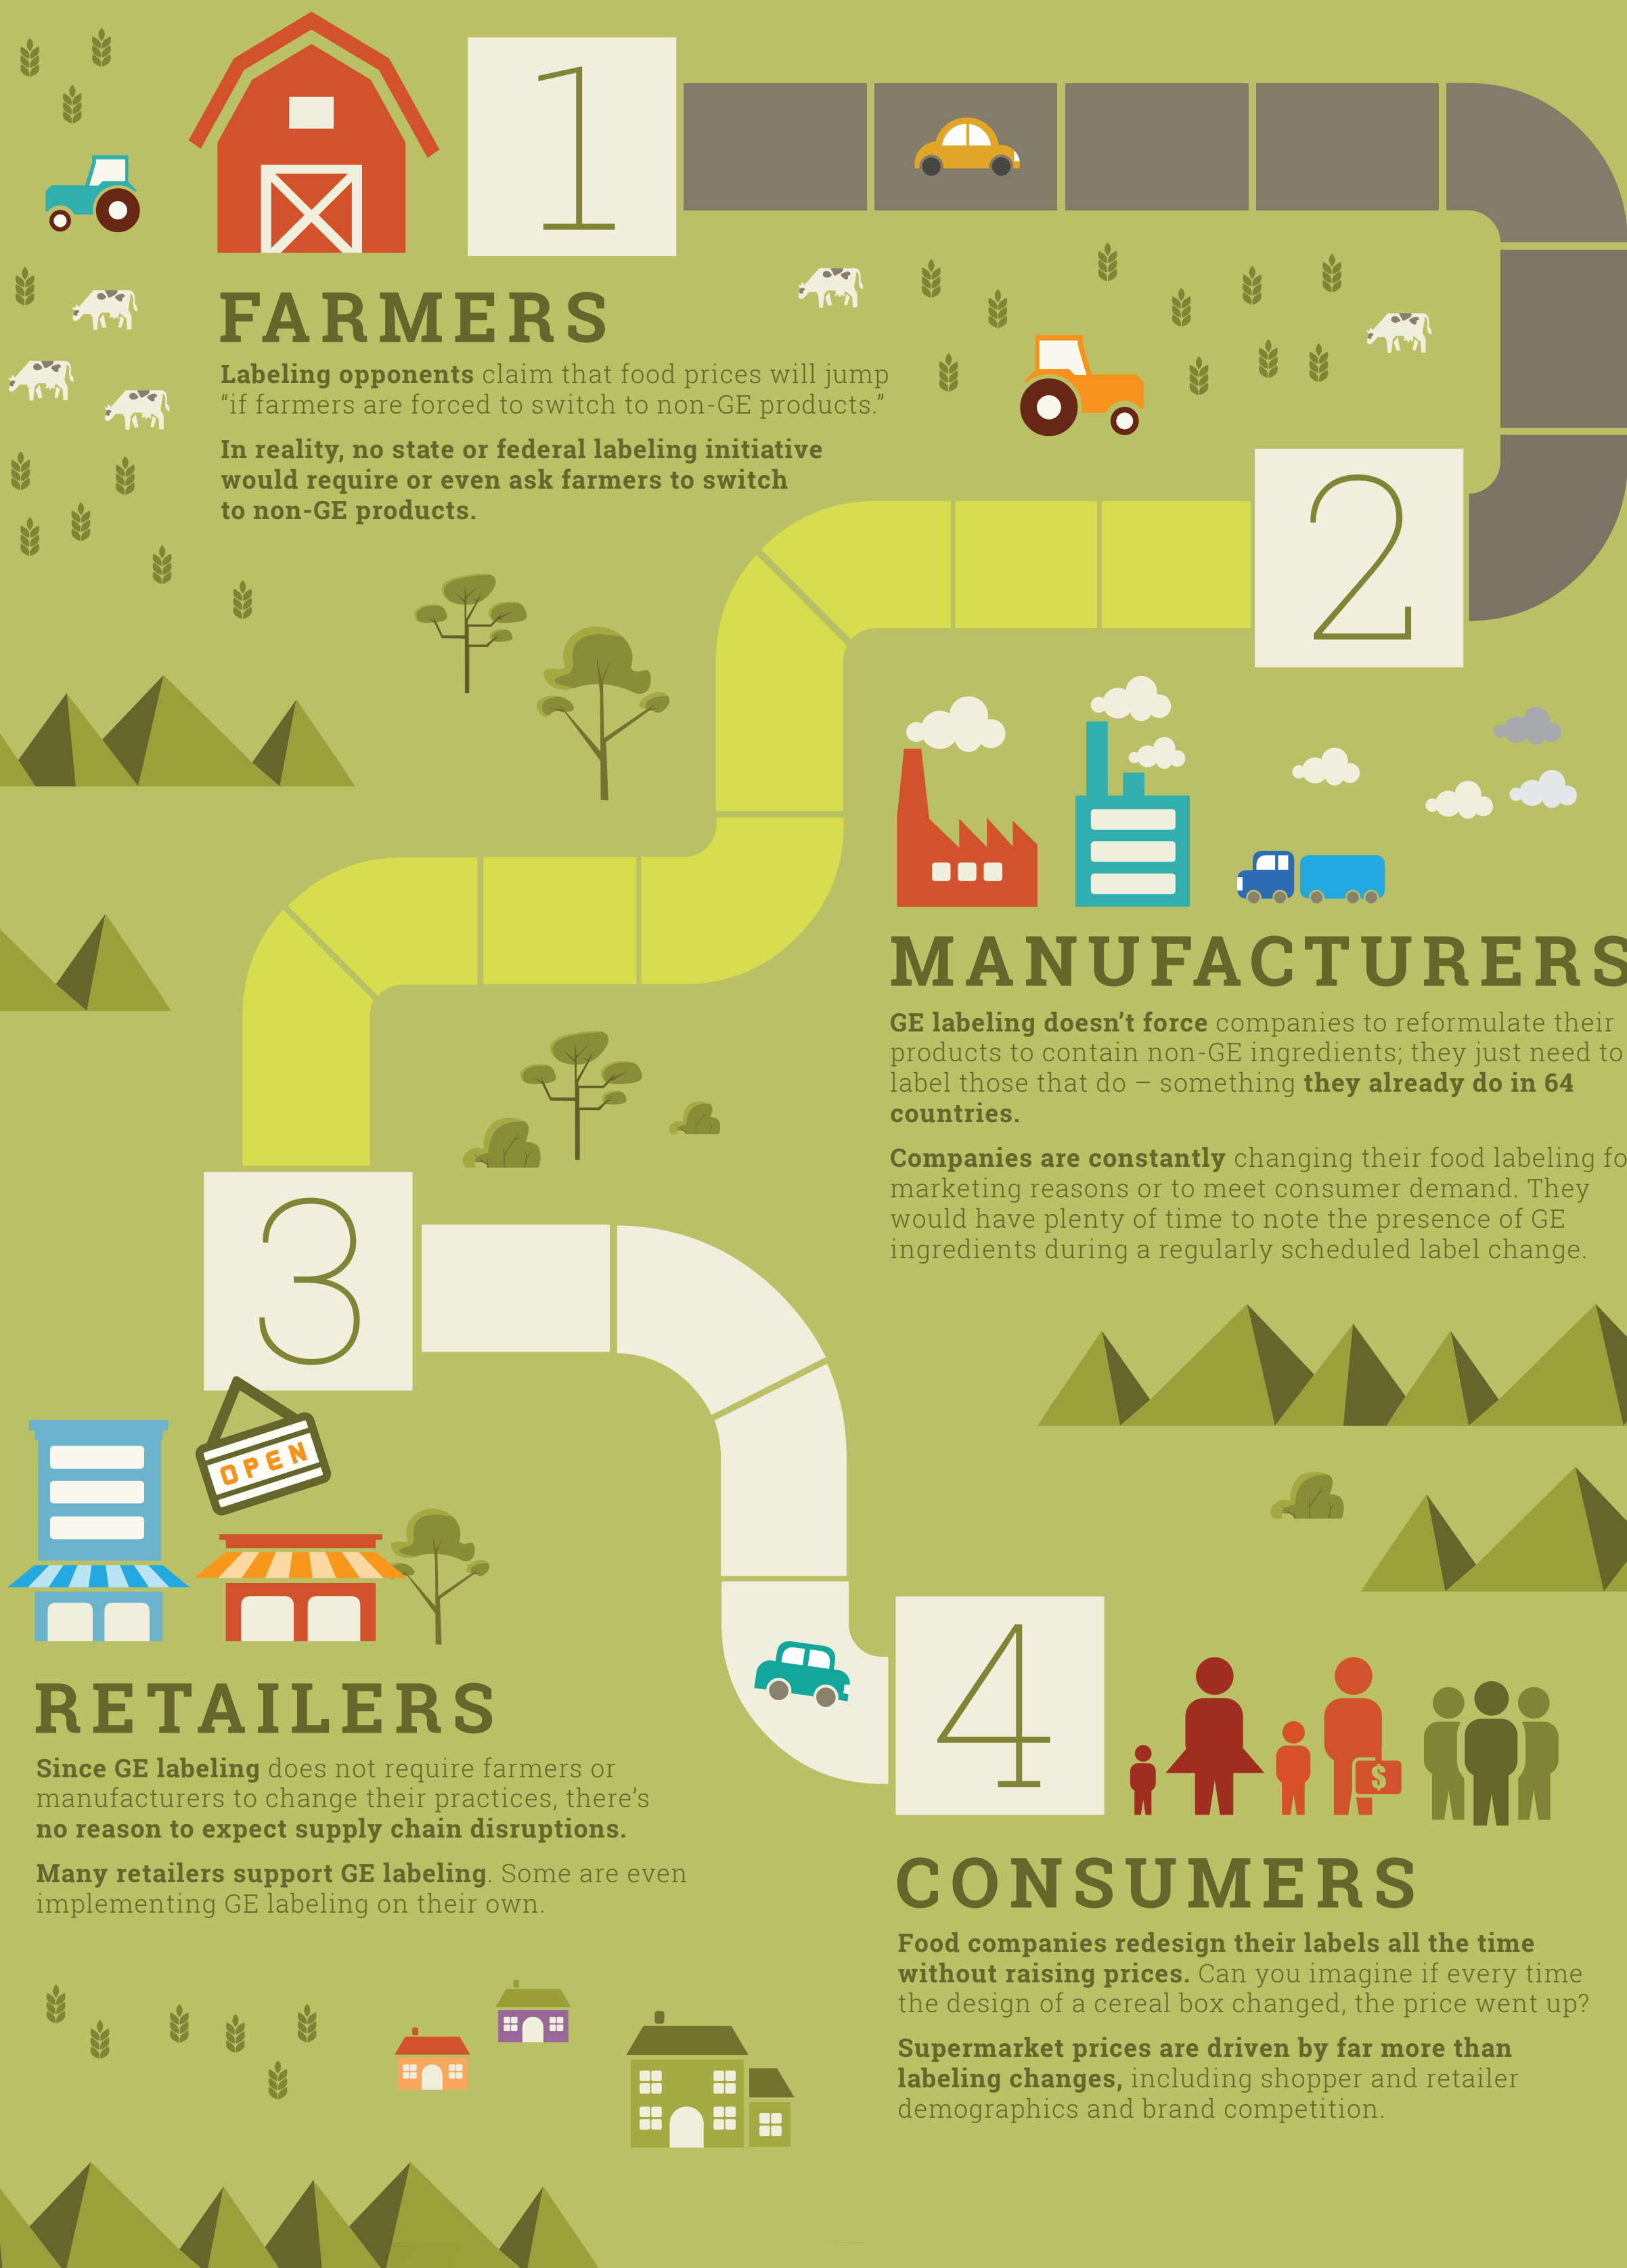 1
FARMERS
Labeling opponents claim that food prices will jump
“if farmers are forced to switch to non-GE products.”
In reality, no state or federal labeling initiative
would require or even ask farmers to switch
to non-GE products.
2
MANUFACTURERS
GE labeling doesn’t force companies to reformulate their
products to contain non-GE ingredients; they just need to
label those that do – something they already do in 64
countries.
Companies are constantly changing their food labeling fo
marketing reasons or to meet consumer demand. They
would have plenty of time to note the presence of GE
ingredients during a regularly scheduled label change.
3
OPEN
RETAILERS
Since GE labeling does not require farmers or
manufacturers to change their practices, there’s
no reason to expect supply chain disruptions.
Many retailers support GE labeling. Some are even
implementing GE labeling on their own.
4
$
CONSUMERS
Food companies redesign their labels all the time
without raising prices. Can you imagine if every time
the design of a cereal box changed, the price went up?
Supermarket prices are driven by far more than
labeling changes, including shopper and retailer
demographics and brand competition.